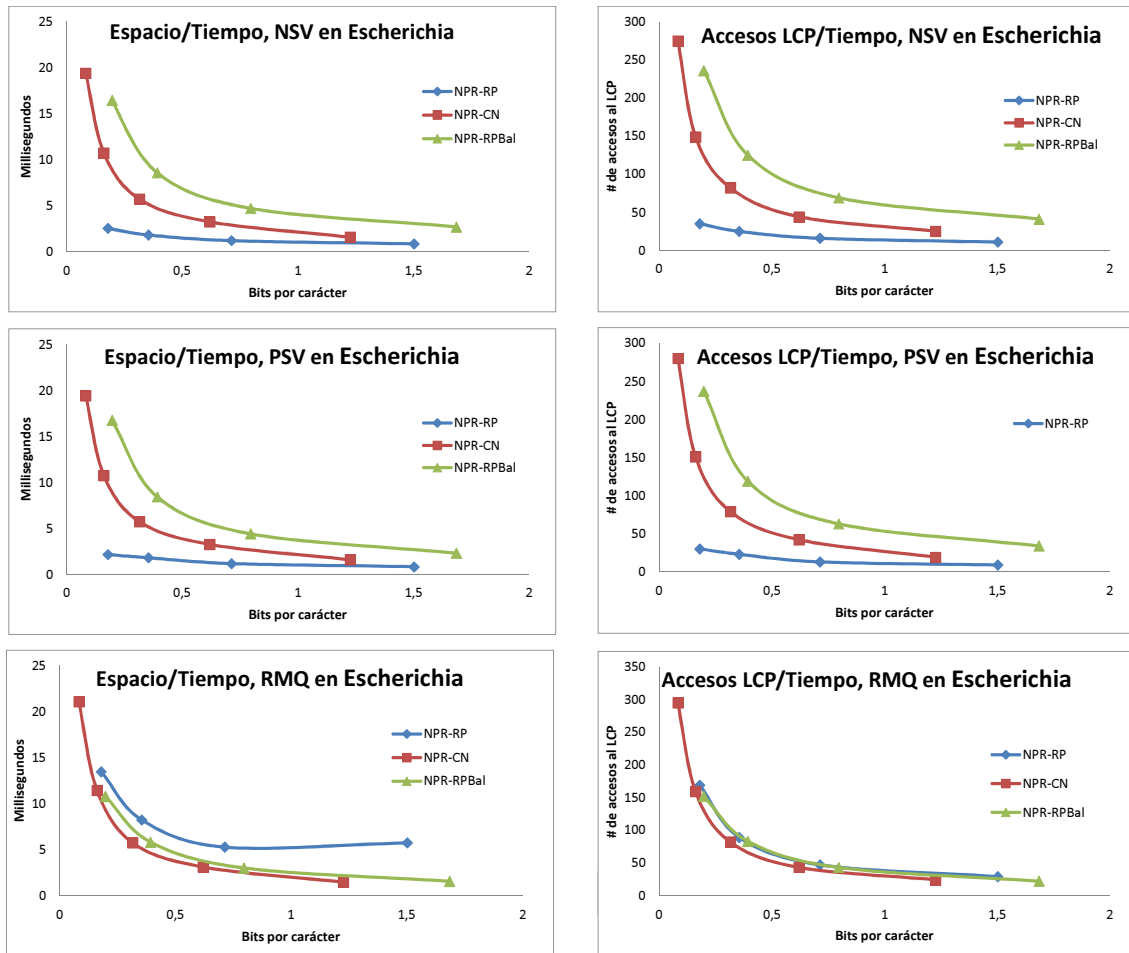 Espacio/Tiempo, NSV en Escherichia
25
20
15
10
5
0
Millisegundos
0
0,5
1
1,5
2
Bits por carácter
NPR-RP
NPR-CN
NPR-RPBal
Accesos LCP/Tiempo, NSV en Escherichia
300
250
200
150
100
50
0
# de accesos al LCP
0
0,5
1
1,5
2
Bits por carácter
NPR-RP
NPR-CN
NPR-RPBal
Espacio/Tiempo, PSV en Escherichia
25
20
15
10
5
0
Millisegundos
0
0,5
1
1,5
2
Bits por carácter
NPR-RP
NPR-CN
NPR-RPBal
Accesos LCP/Tiempo, PSV en Escherichia
300
250
200
150
100
50
0
# de accesos al LCP
0
0,5
1
1,5
2
Bits por carácter
NPR-RP
Espacio/Tiempo, RMQ en Escherichia
25
20
15
10
5
0
Millisegundos
0
0,5
1
1,5
2
Bits por carácter
NPR-RP
NPR-CN
NPR-RPBal
Accesos LCP/Tiempo, RMQ en Escherichia
350
300
250
200
150
100
50
0
# de accesos al LCP
0
0,5
1
1,5
2
Bits por carácter
NPR-RP
NPR-CN
NPR-RPBal